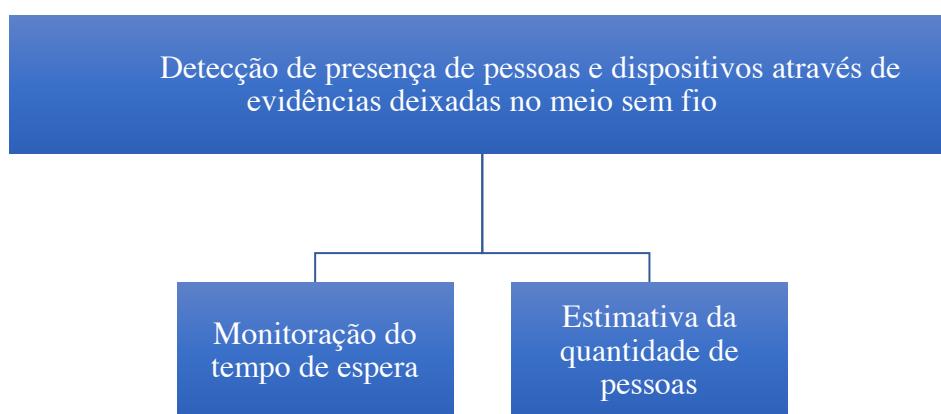 Detecção de presença de pessoas e dispositivos através de
evidências deixadas no meio sem fio
Monitoração do
tempo de espera
Estimativa da
quantidade de
pessoas